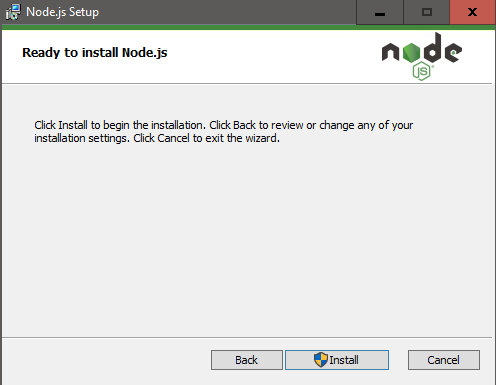 Node.js Setup
Ready to install Node.js
node
JS
Click Install to begin the installation. Click Back to review or change any of your
installation settings. Click Cancel to exit the wizard.
Back Install Cancel